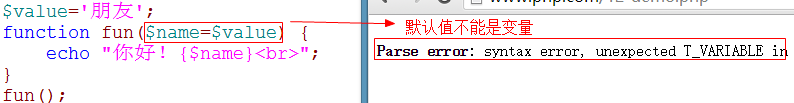 $value='朋友';
function fun($name=$value) {
echo "你好! {$name}<br>";
}
fun();
默认值不能是变量
Parse error: syntax error, unexpected T_VARIABLE in